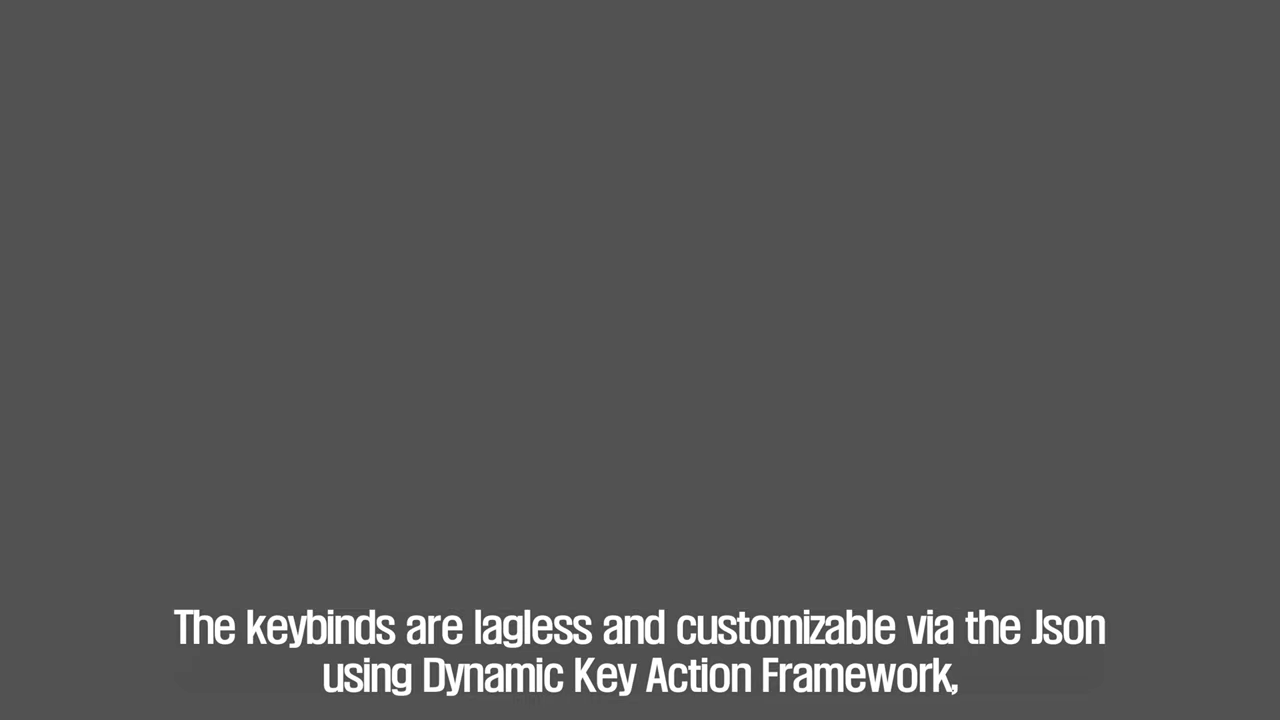 The keybinds are lagless and customizable via the Json
using Dynamic Key Action Framework,